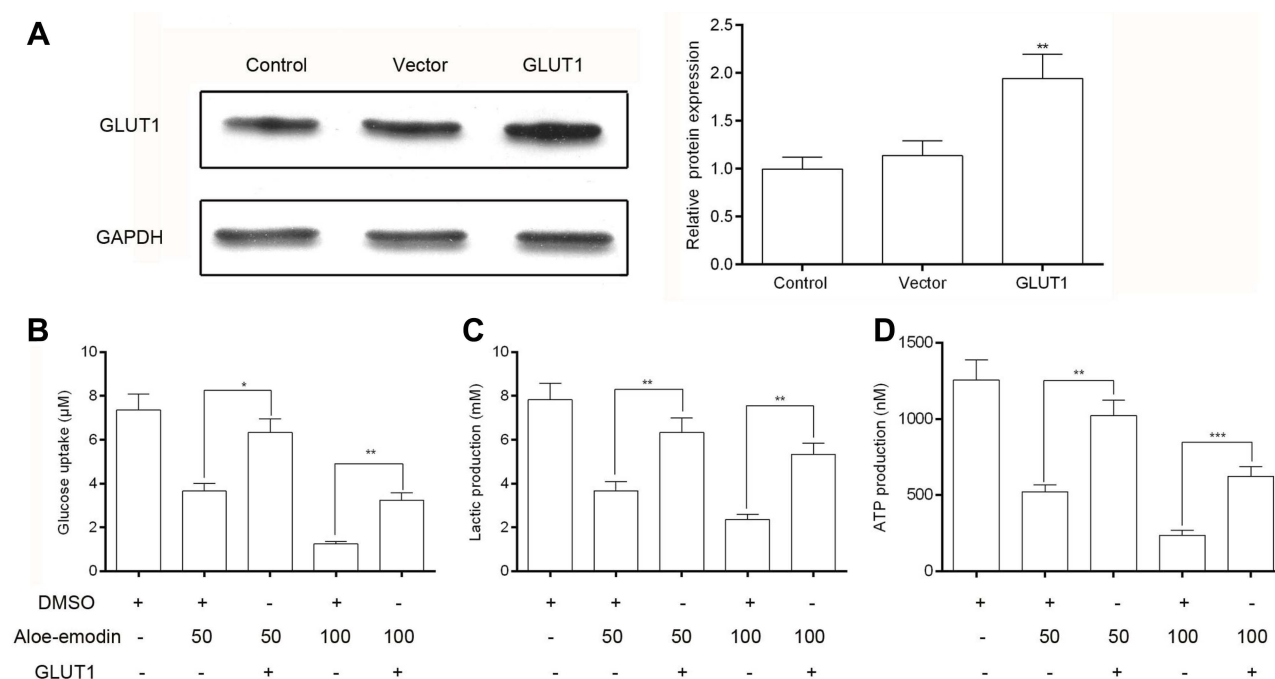 A
Control Vector GLUT1
GLUT1
GAPDH
Relative protein expression
2.5
**
2.0
1.5
1.0
0.5
0.0
Control Vector GLUT1
B
Glucose uptake (μM)
10
8
*
6
**
4
2
0
C
Lactic production (mM)
10
8
**
**
6
4
2
0
D
ATP production (nM)
1500
**
1000
***
500
0
DMSO + + - + - + + - + - + + - + -
Aloe-emodin - 50 50 100 100 - 50 50 100 100 - 50 50 100 100
GLUT1 - - + - + - - + - + - - + - +